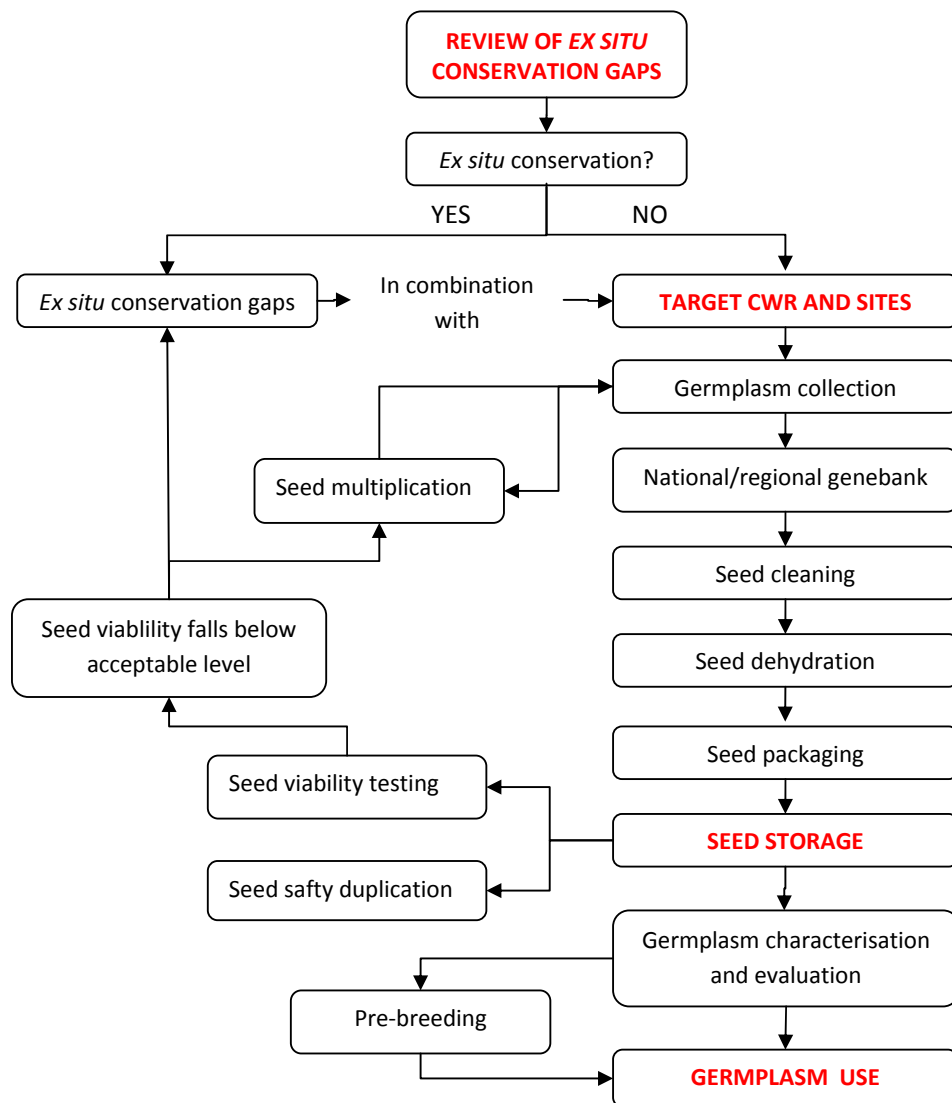 REVIEW OF EX SITU
CONSERVATION GAPS
Ex situ conservation?
YES
NO
Ex situ conservation gaps
In combination
with
TARGET CWR AND SITES
Germplasm collection
Seed multiplication
National/regional genebank
Seed cleaning
Seed viablility falls below
acceptable level
Seed dehydration
Seed packaging
Seed viability testing
SEED STORAGE
Seed safty duplication
Germplasm characterisation
and evaluation
Pre-breeding
GERMPLASM USE